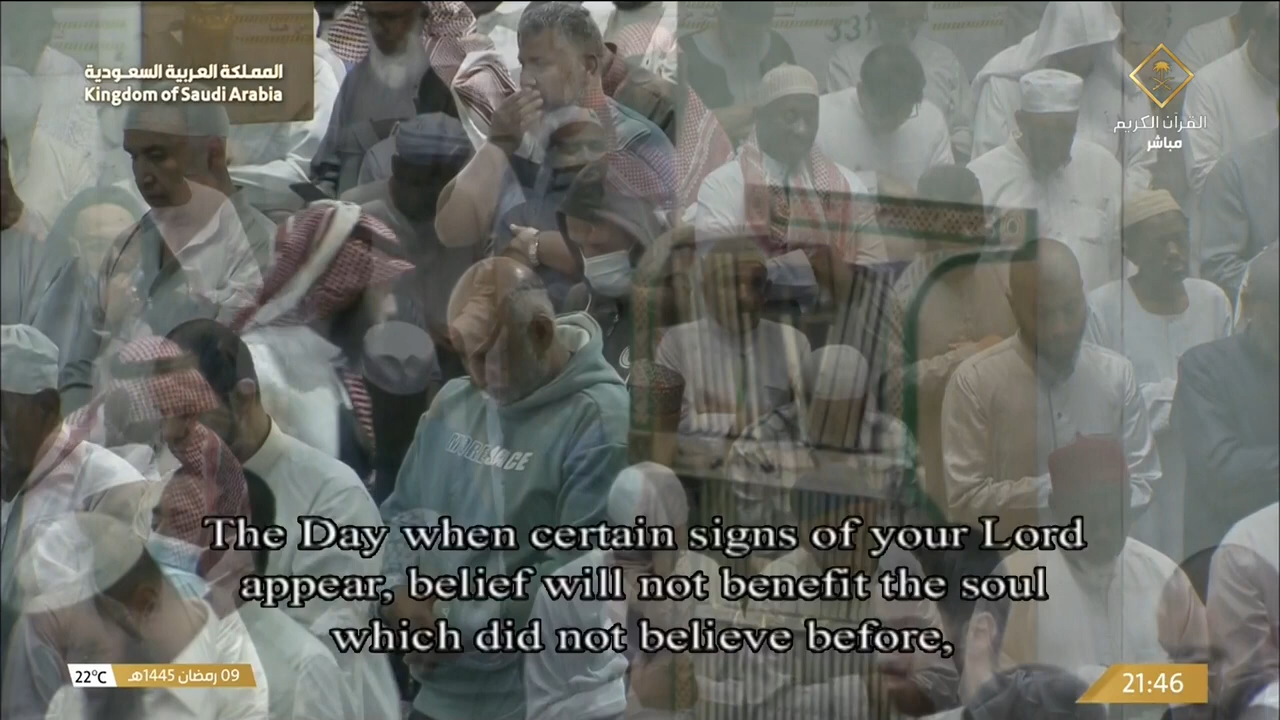 المملكة العربية السعودية
Kingdom of Saudi Arabia
القرآن الكريم
مباشر
The Day when certain signs of your Lord
appear, belief will not benefit the soul
which did not believe before,
22°C
09 رمضان 1445هـ
21:46